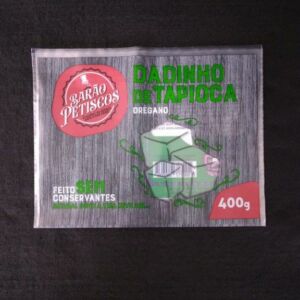 BARÃO
PETISCOS
DADINHO
DE TAPIOCA
OREGANO
FEITO SEM
CONSERVANTES
400g